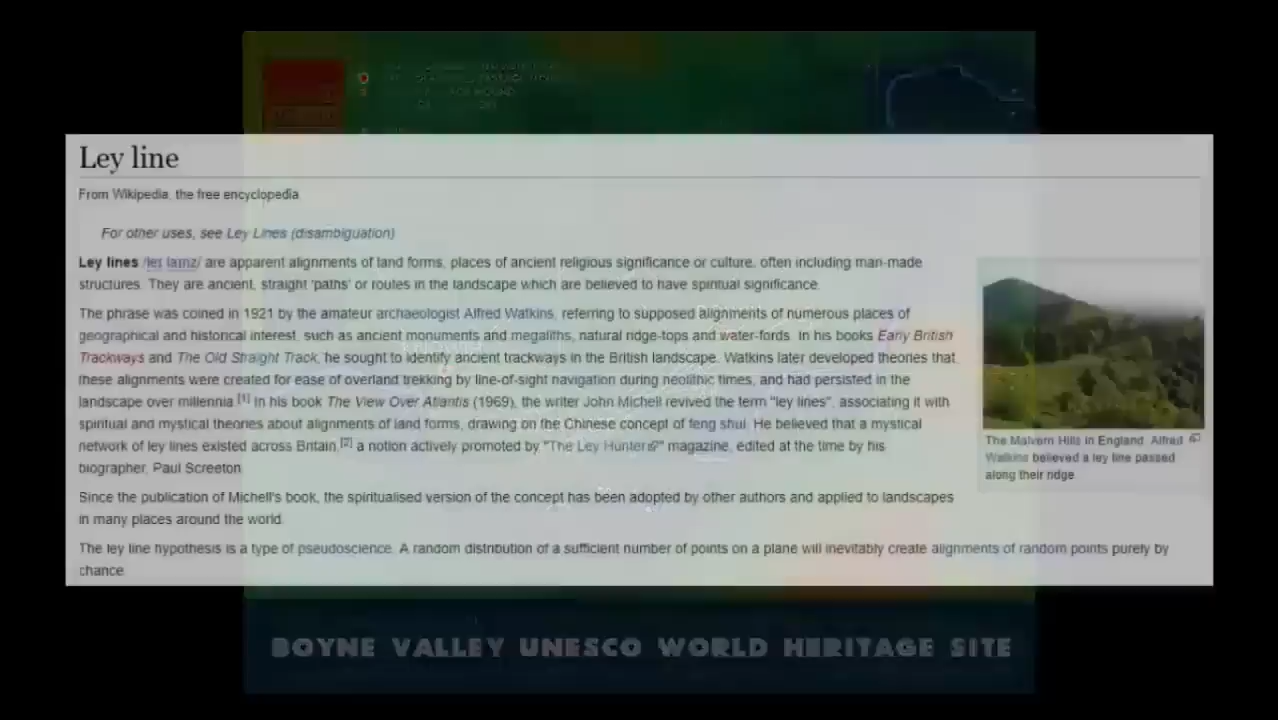 Ley line
From Wikipedia, the free encyclopedia
For other uses, see Ley Lines (disambiguation)
Ley lines /leɪ laɪnz/ are apparent alignments of land forms, places of ancient religious significance or culture, often including man-made
structures. They are ancient, straight 'paths' or routes in the landscape which are believed to have spiritual significance.
The phrase was coined in 1921 by the amateur archaeologist Alfred Watkins, referring to supposed alignments of numerous places of
geographical and historical interest, such as ancient monuments and megaliths, natural ridge-tops and water-fords. In his books Early British
Trackways and The Old Straight Track, he sought to identify ancient trackways in the British landscape. Watkins later developed theories that
these alignments were created for ease of overland trekking by line-of-sight navigation during neolithic times, and had persisted in the
landscape over millennia.[1] In his book The View Over Atlantis (1969), the writer John Michell revived the term "ley lines", associating it with
spiritual and mystical theories about alignments of land forms, drawing on the Chinese concept of feng shui. He believed that a mystical
network of ley lines existed across Britain,[2] a notion actively promoted by "The Ley Hunter" magazine, edited at the time by his
biographer, Paul Screeton.
Since the publication of Michell's book, the spiritualised version of the concept has been adopted by other authors and applied to landscapes
in many places around the world.
The ley line hypothesis is a type of pseudoscience. A random distribution of a sufficient number of points on a plane will inevitably create alignments of random points purely by
chance.
The Malvern Hills in England. Alfred
Watkins believed a ley line passed
along their ridge.
BOYNE VALLEY UNESCO WORLD HERITAGE SITE